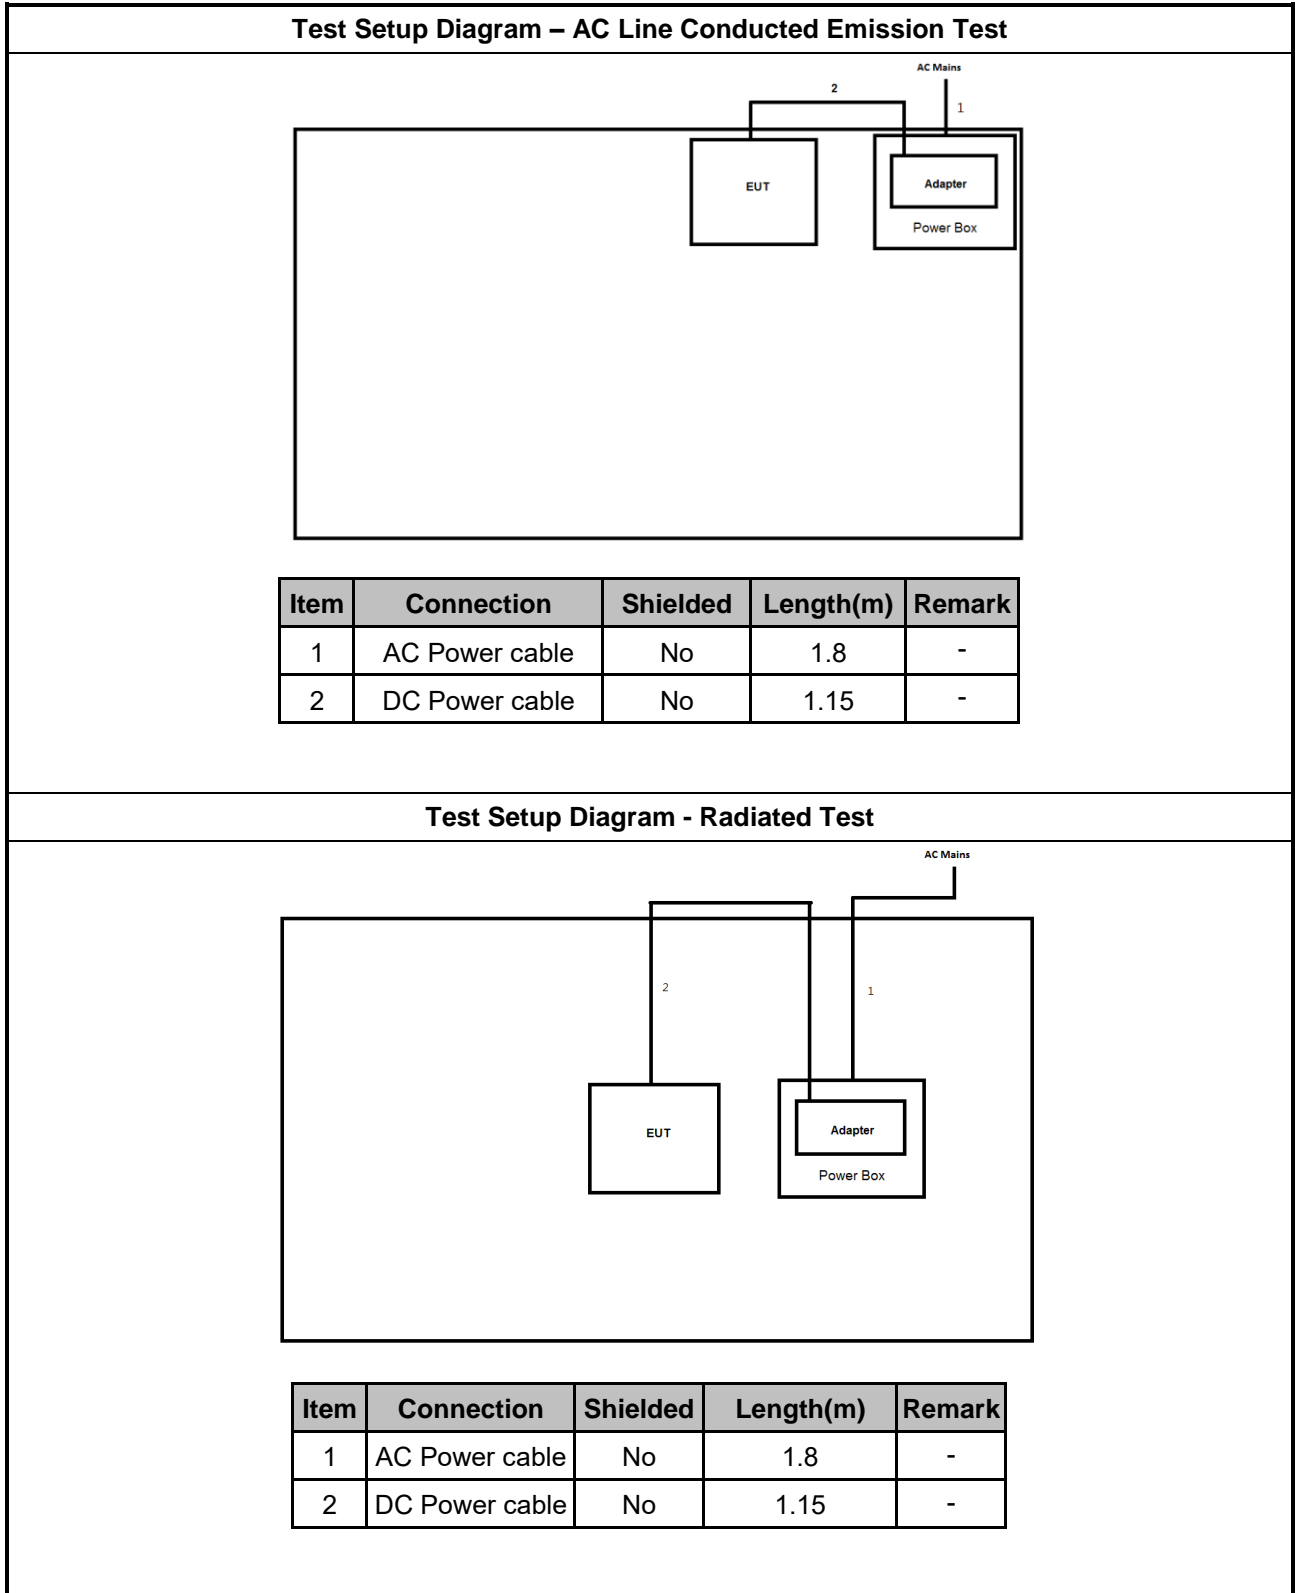 Test Setup Diagram – AC Line Conducted Emission Test
AC Mains
2
1
EUT
Adapter
Power Box
Item Connection Shielded Length(m) Remark
1 AC Power cable No 1.8 -
2 DC Power cable No 1.15 -
Test Setup Diagram - Radiated Test
AC Mains
2
1
EUT
Adapter
Power Box
Item Connection Shielded Length(m) Remark
1 AC Power cable No 1.8 -
2 DC Power cable No 1.15 -